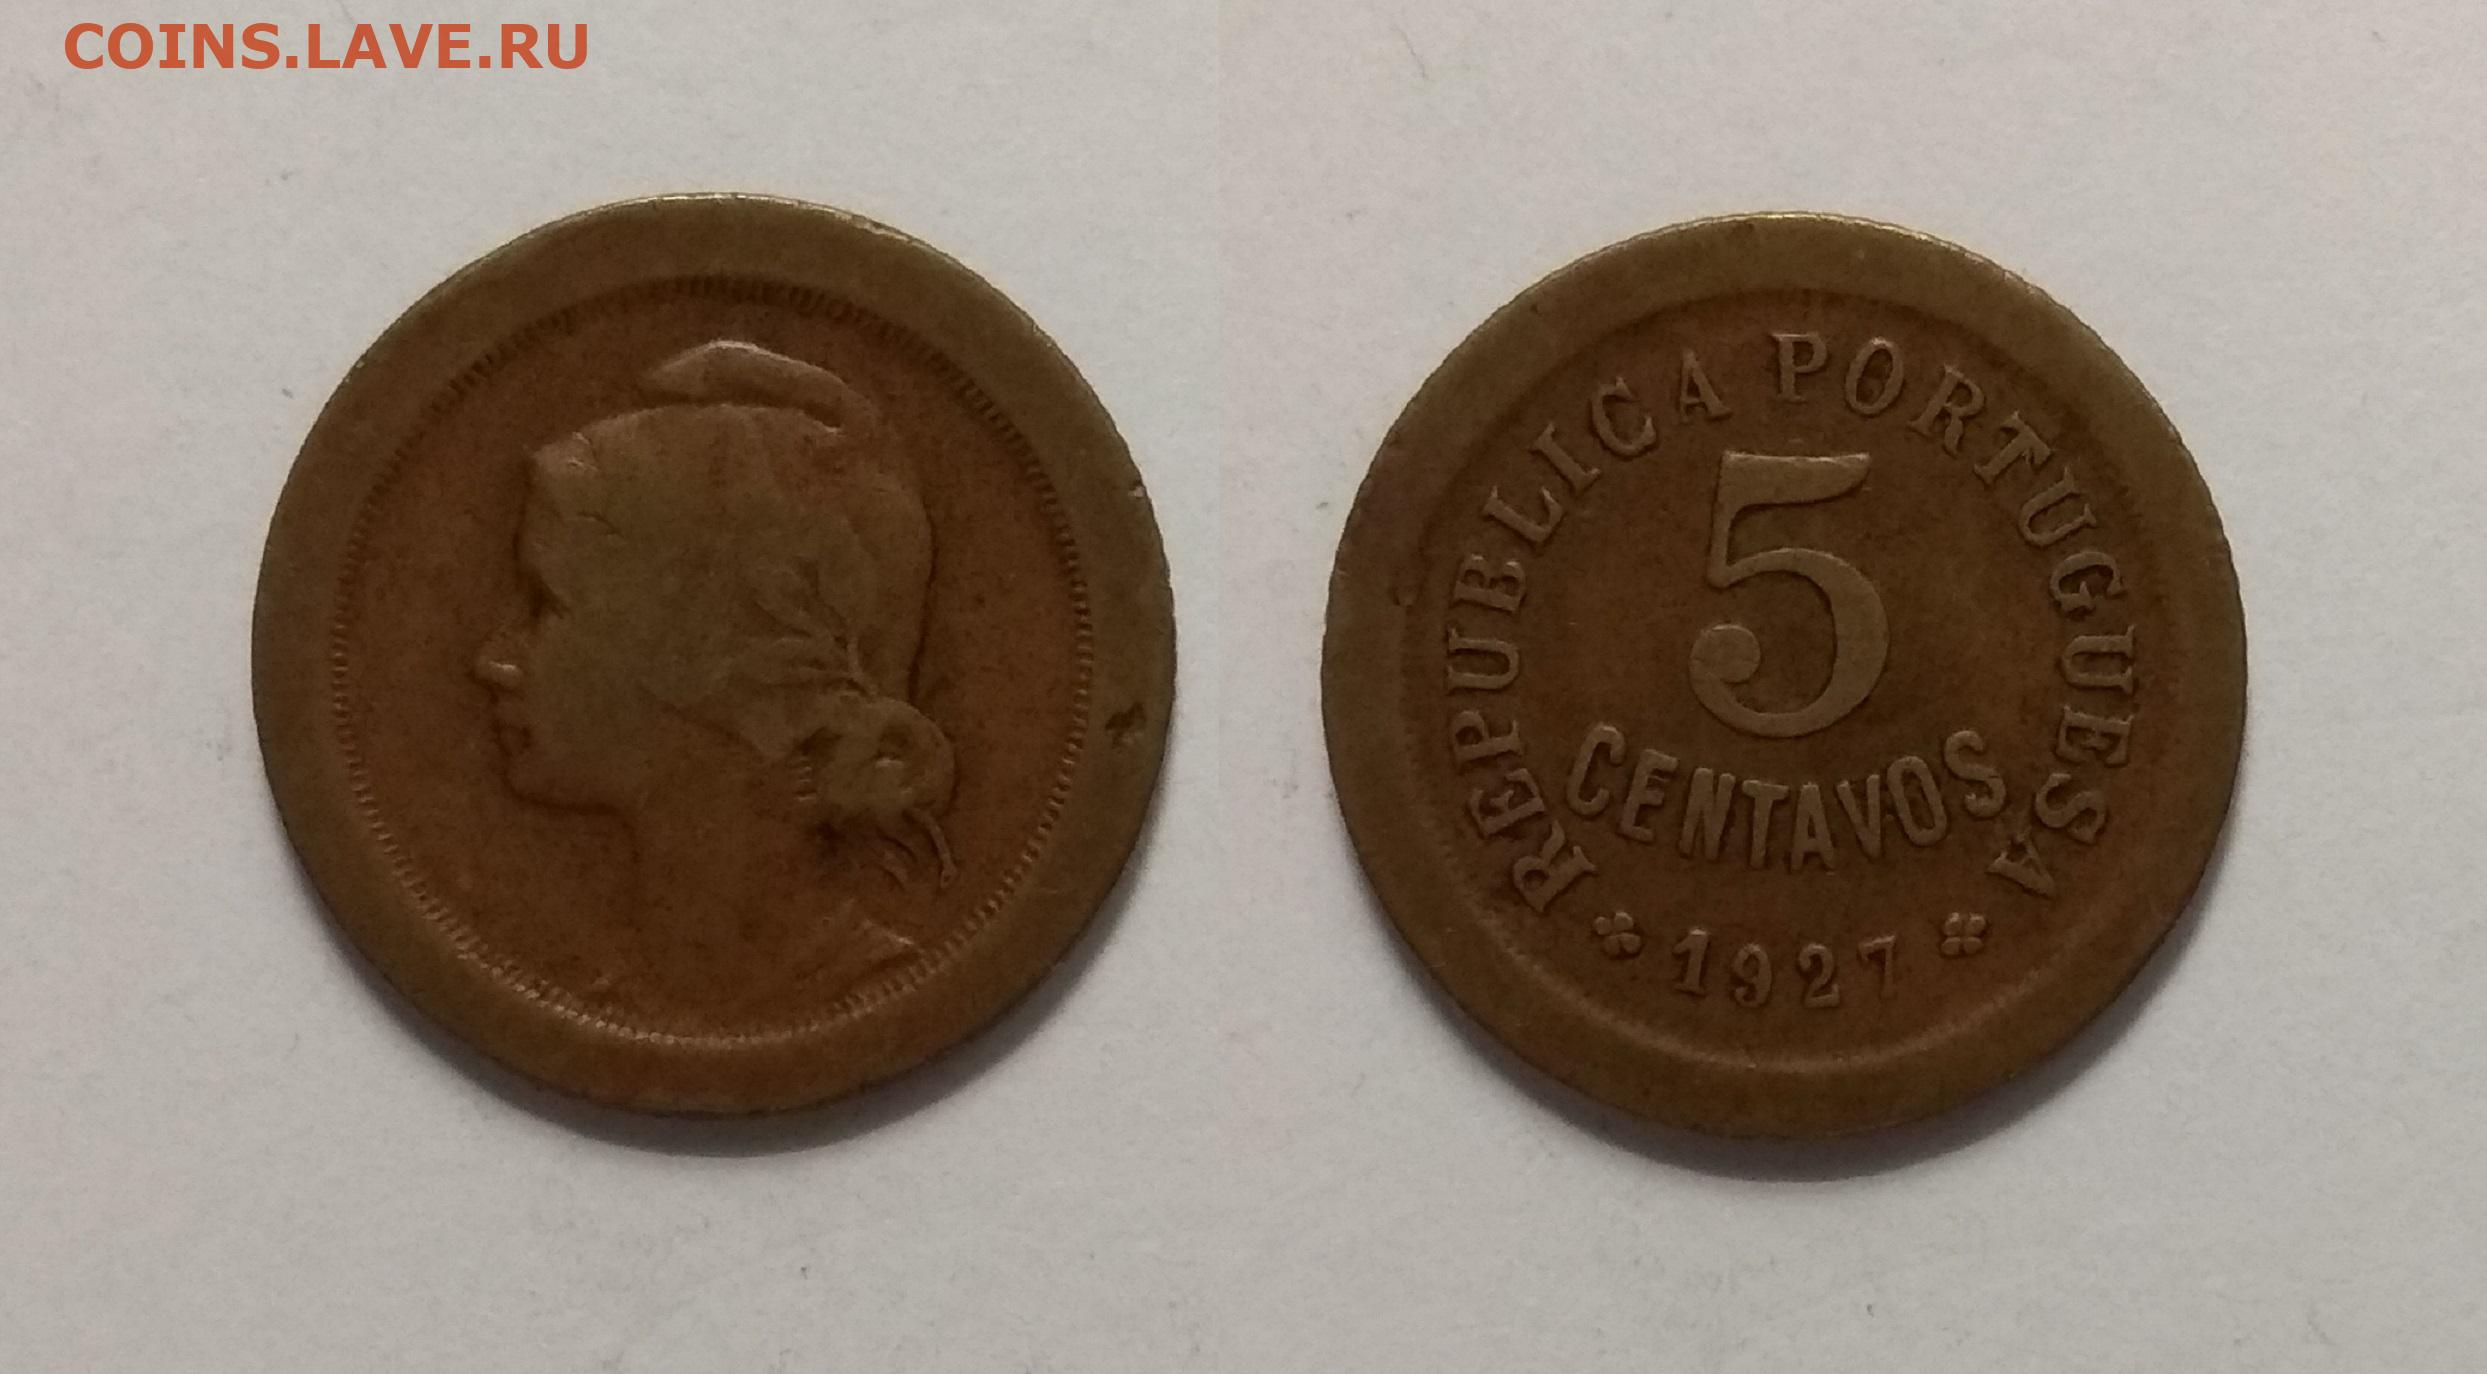 COINS.LAVE.RU
REPUBLICA PORTUGUESA
5
CENTAVOS
1927